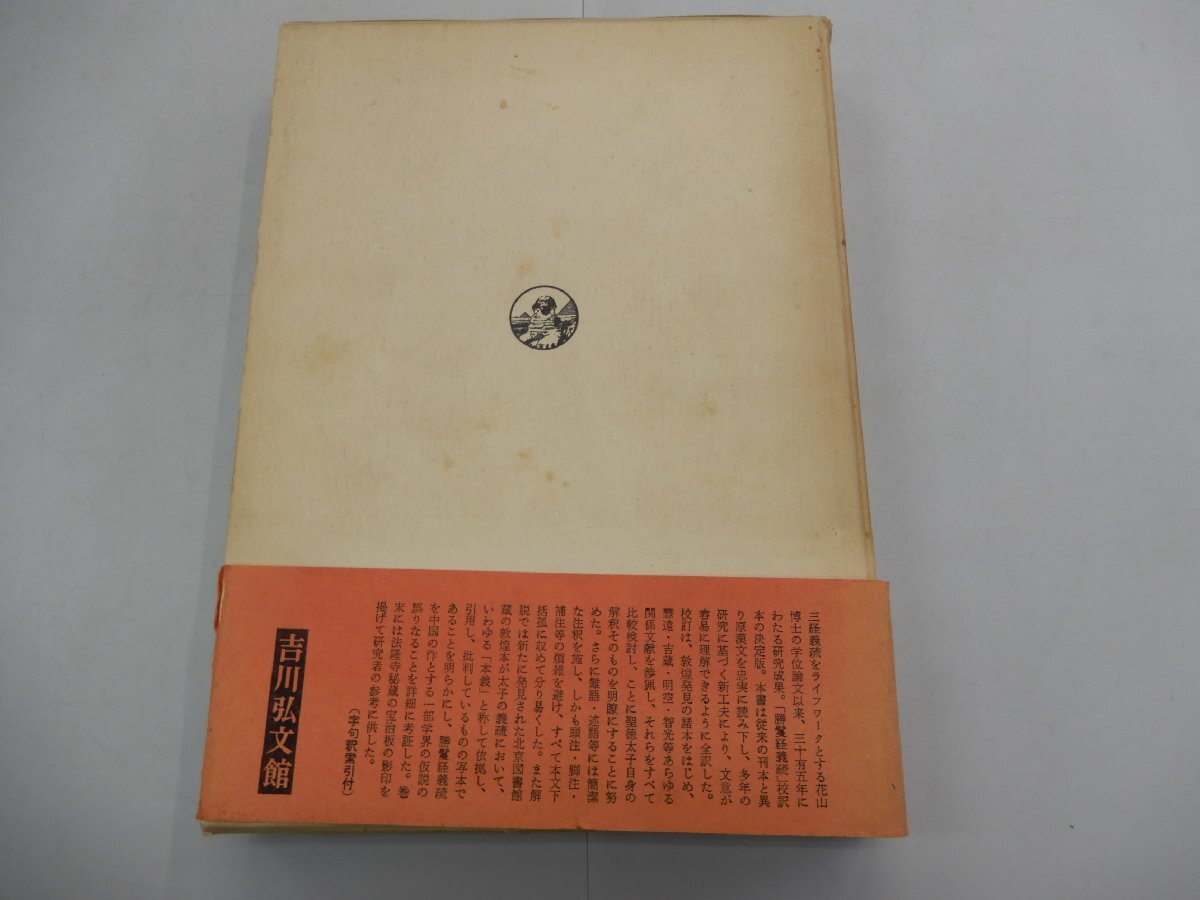 三経義疏をライフワークとする花山
博士の学位論文以来、三十有五年に
わたる研究成果。「勝鬘経義疏」校訳
本の決定版。本書は従来の刊本と異
り原漢文を忠実に読み下し、多年の
研究に基づく新工夫により、文意が
容易に理解できるように全訳した。
校訂は、敦煌発見の諸本をはじめ、
慧遠・吉蔵・明空・智光等あらゆる
関係文献を渉猟し、それらをすべて
比較検討し、ことに聖徳太子自身の
解釈そのものを明瞭にすることに努
めた。さらに難語・述語等には簡潔
な注釈を施し、しかも頭注・脚注・
補注等の煩雑を避け、すべて本文下
括孤に収めて分り易くした。また解
説では新たに発見された北京図書館
蔵の敦煌本が太子の義疏において、
いわゆる「本義」と称して依拠し、
引用し、批判しているものの写本で
あることを明らかにし、勝鬘経義疏
を中国の作とする一部学界の仮説の
誤りなることを詳細に考証した。巻
末には法隆寺秘蔵の宝治板の影印を
掲げて研究者の参考に供した。
（字句釈索引付）
吉川弘文館